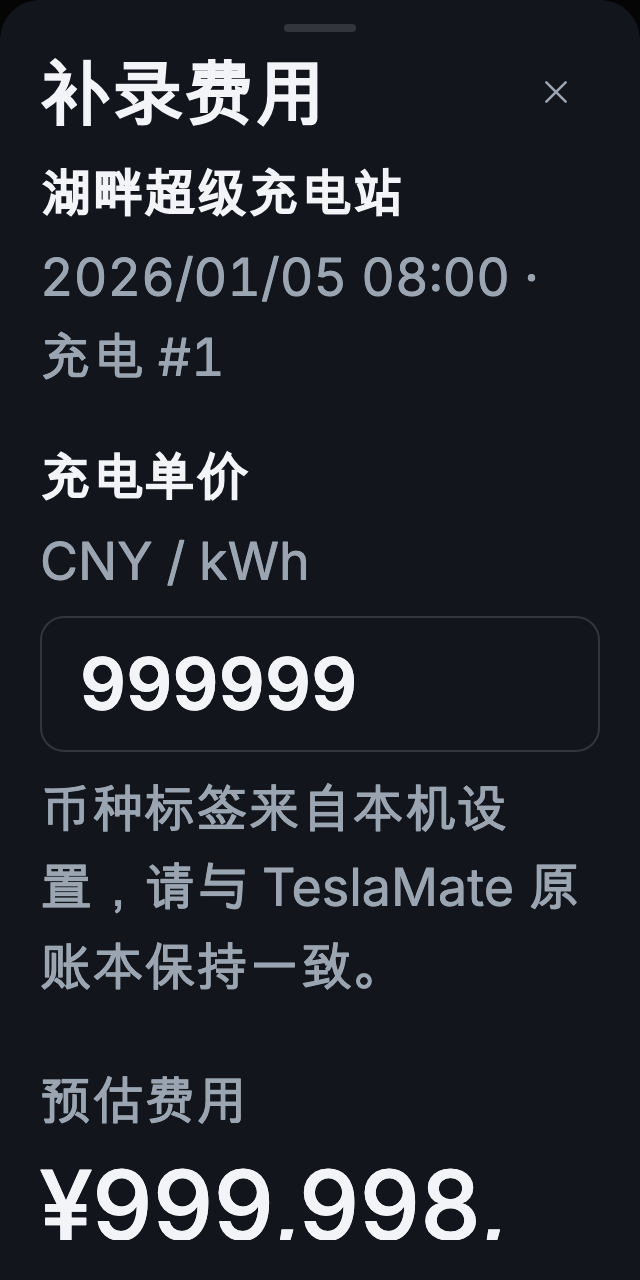 补录费用
湖畔超级充电站
2026/01/05 08:00 ·
充电 #1
充电单价
CNY / kWh
999999
币种标签来自本机设
置，请与 TeslaMate 原
账本保持一致。
预估费用
¥999,998.